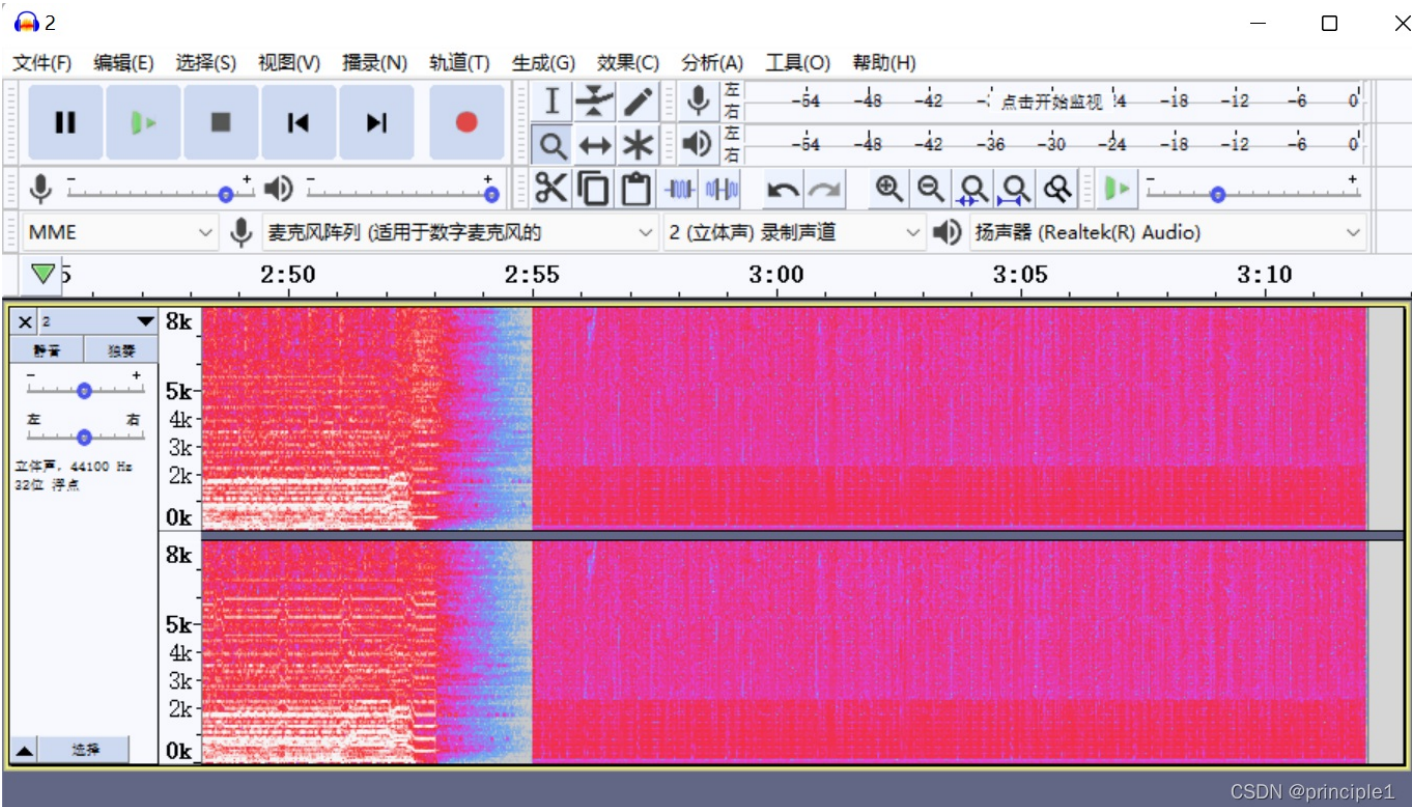 2
文件(F) 编辑(E) 选择(S) 视图(V) 播录(N) 轨道(T) 生成(G) 效果(C) 分析(A) 工具(O) 帮助(H)
左 右 -54 -48 -42 点击开始监视 -18 -12 -6 0
左 右 -54 -48 -42 -36 -30 -24 -18 -12 -6 0
- + - + - +
MME 麦克风阵列 (适用于数字麦克风的 2 (立体声) 录制声道 扬声器 (Realtek(R) Audio)
5 2:50 2:55 3:00 3:05 3:10
2 8k
静音 独奏
- +
5k
左 右 4k
3k
立体声, 44100 Hz
32位 浮点 2k
0k
8k
5k
4k
3k
2k
选择 0k
CSDN @principle1